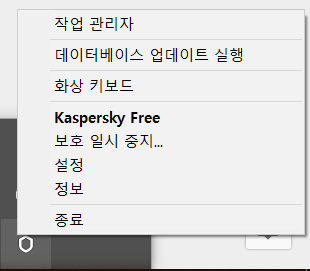 작업 관리자
데이터베이스 업데이트 실행
화상 키보드
Kaspersky Free
보호 일시 중지...
설정
정보
종료